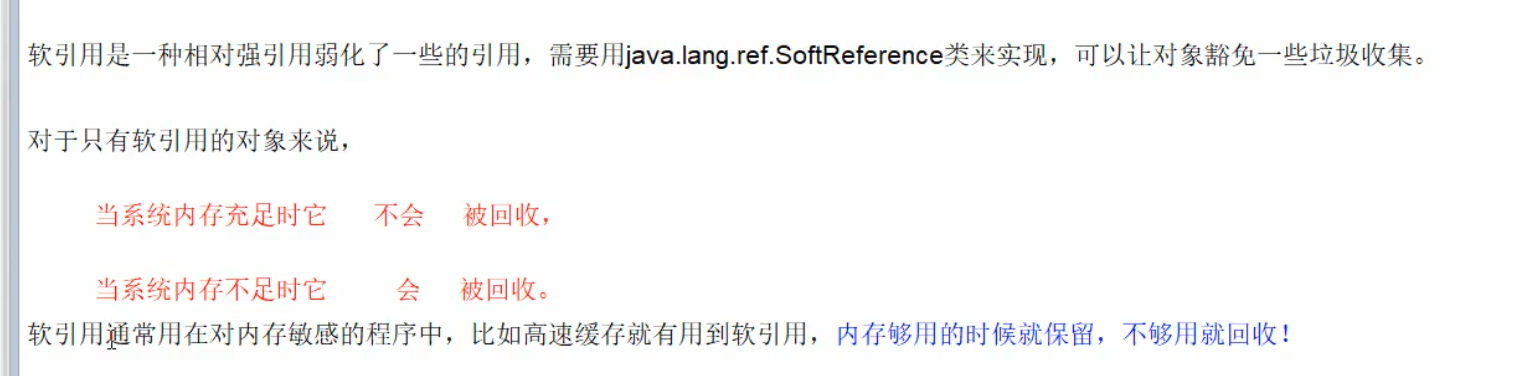 软引用是一种相对强引用弱化了一些的引用，需要用java.lang.ref.SoftReference类来实现，可以让对象豁免一些垃圾收集。
对于只有软引用的对象来说，
当系统内存充足时它 不会 被回收，
当系统内存不足时它 会 被回收。
软引用通常用在对内存敏感的程序中，比如高速缓存就有用到软引用，内存够用的时候就保留，不够用就回收！